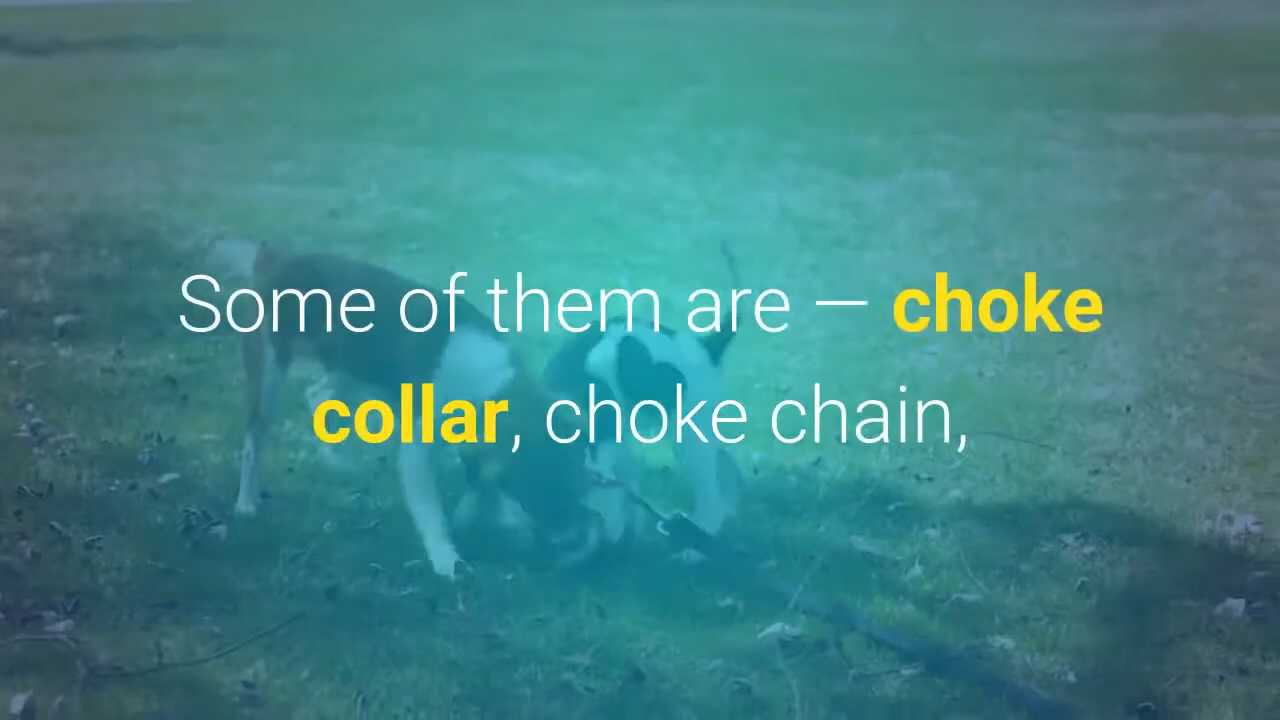 Some of them are — choke
collar, choke chain,